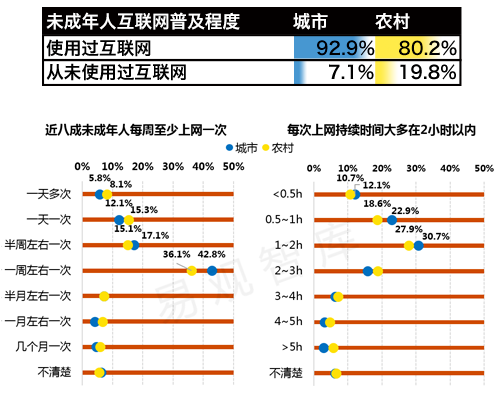 未成年人互联网普及程度 城市 农村
使用过互联网 92.9% 80.2%
从未使用过互联网 7.1% 19.8%
近八成未成年人每周至少上网一次 每次上网持续时间大多在2小时以内
城市 农村
0% 10% 20% 30% 40% 50%
0% 10% 20% 30% 40% 50%
一天多次 5.8% 8.1%
一天一次 12.1% 15.3%
半周左右一次 15.1% 17.1%
一周左右一次 36.1% 42.8%
半月左右一次
一月左右一次
几个月一次
不清楚
<0.5h 10.7% 12.1%
0.5~1h 18.6% 22.9%
1~2h 27.9% 30.7%
2~3h
3~4h
4~5h
>5h
不清楚
易观智库